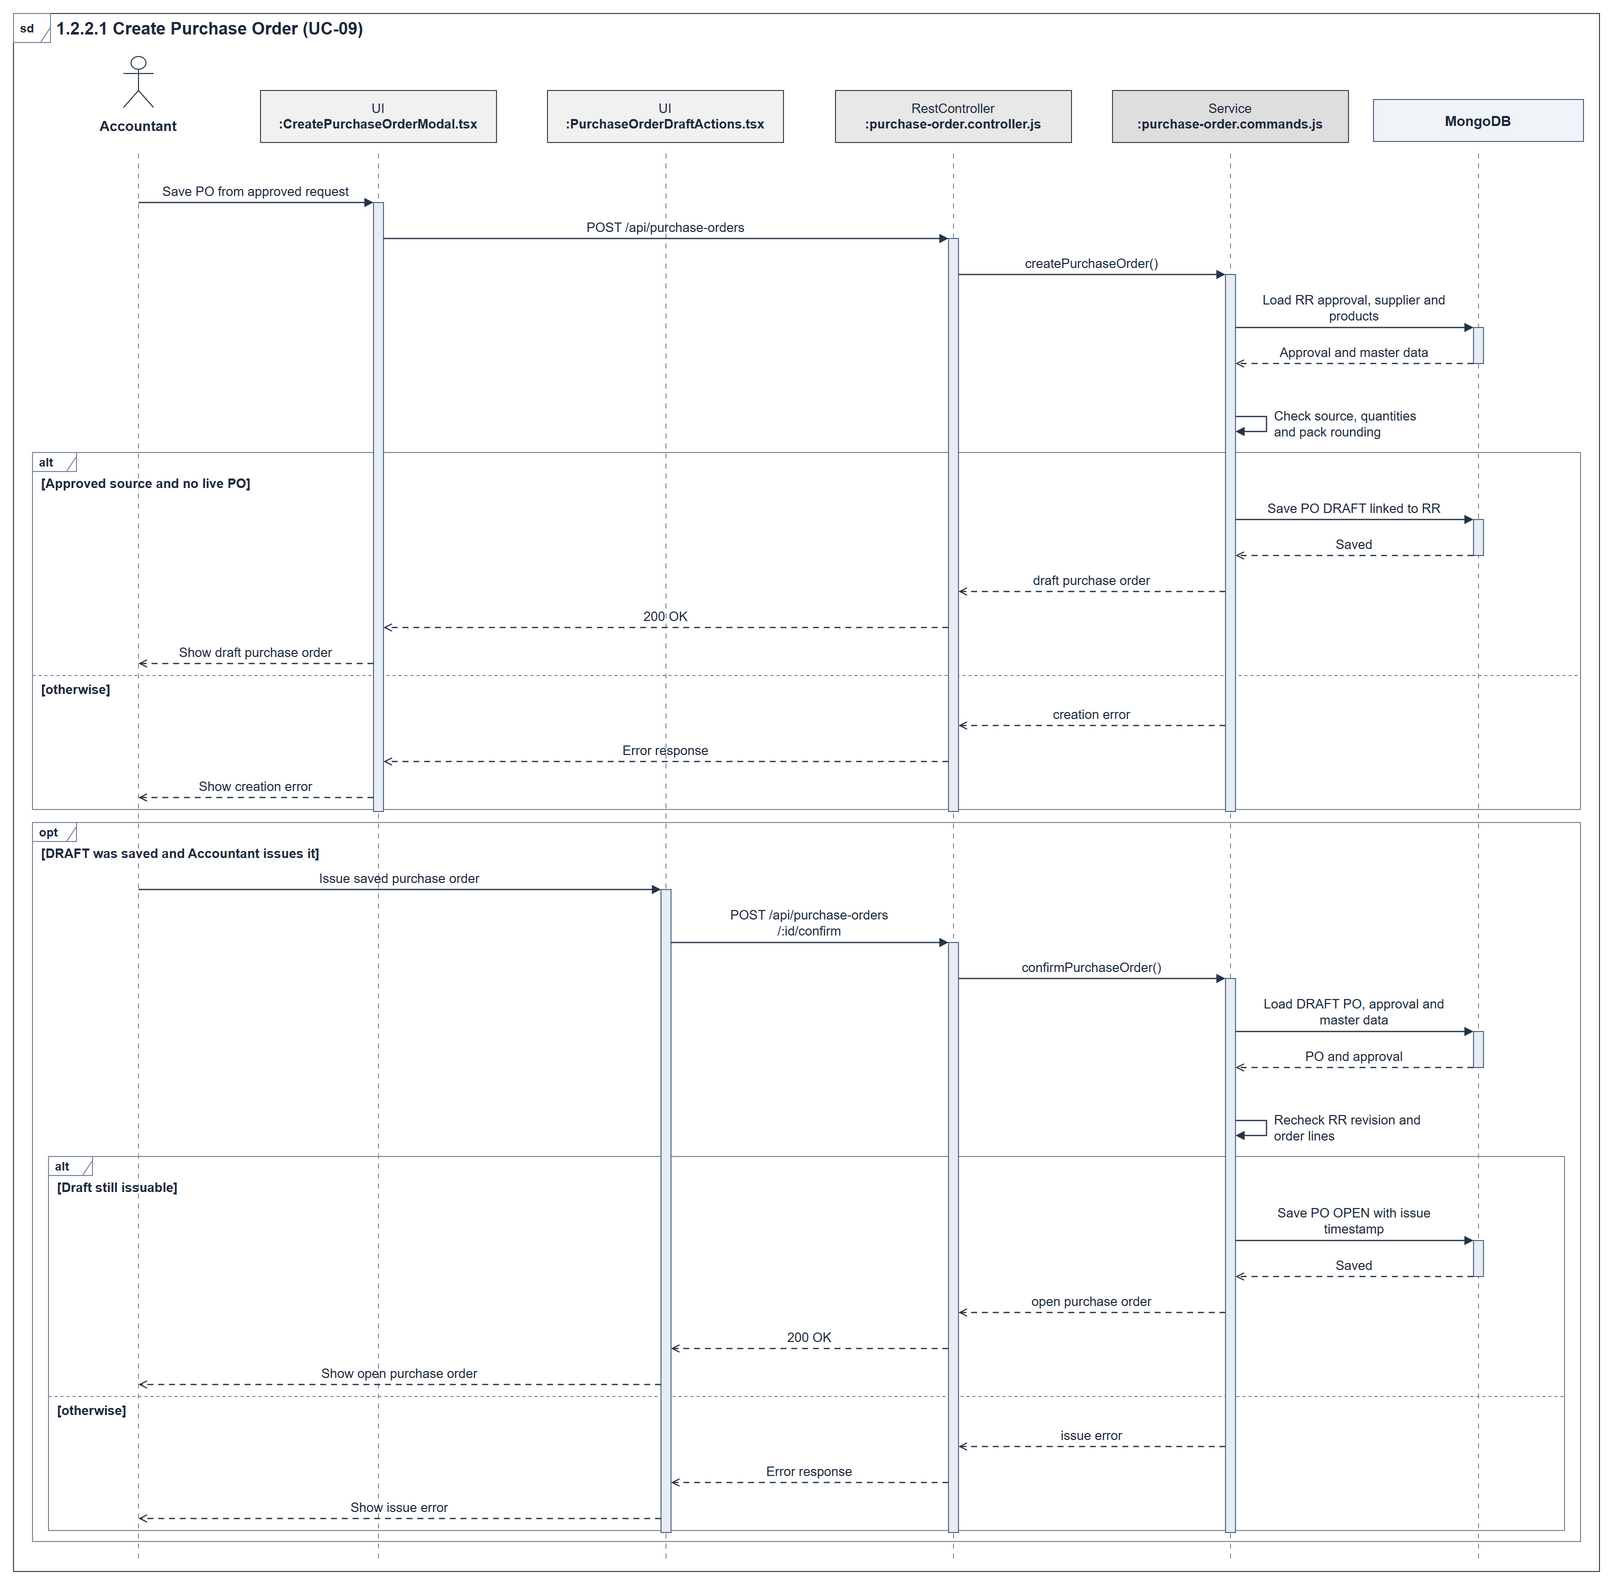 sd
1.2.2.1 Create Purchase Order (UC-09)
Accountant
UI
:CreatePurchaseOrderModal.tsx
UI
:PurchaseOrderDraftActions.tsx
RestController
:purchase-order.controller.js
Service
:purchase-order.commands.js
MongoDB
Save PO from approved request
POST /api/purchase-orders
createPurchaseOrder()
Load RR approval, supplier and
products
Approval and master data
Check source, quantities
and pack rounding
alt
[Approved source and no live PO]
Save PO DRAFT linked to RR
Saved
draft purchase order
200 OK
Show draft purchase order
[otherwise]
creation error
Error response
Show creation error
opt
[DRAFT was saved and Accountant issues it]
Issue saved purchase order
POST /api/purchase-orders
/:id/confirm
confirmPurchaseOrder()
Load DRAFT PO, approval and
master data
PO and approval
Recheck RR revision and
order lines
alt
[Draft still issuable]
Save PO OPEN with issue
timestamp
Saved
open purchase order
200 OK
Show open purchase order
[otherwise]
issue error
Error response
Show issue error